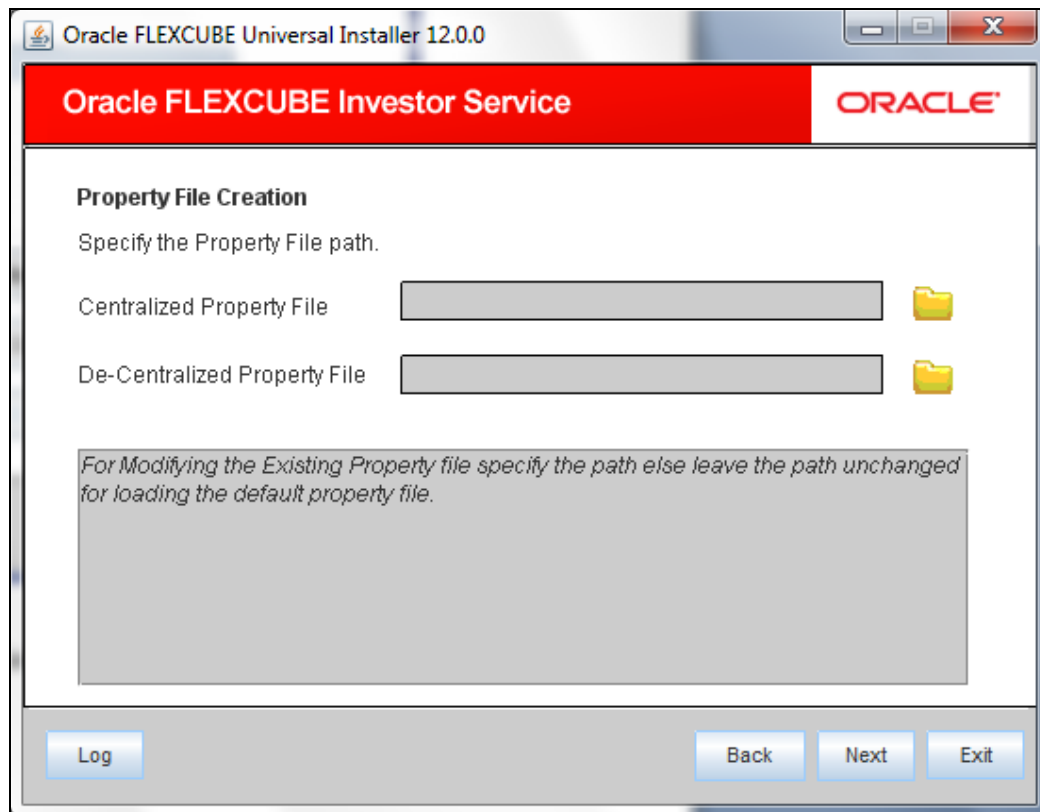 Oracle FLEXCUBE Universal Installer 12.0.0
Oracle FLEXCUBE Investor Service
ORACLE
Property File Creation
Specify the Property File path.
Centralized Property File
De-Centralized Property File
For Modifying the Existing Property file specify the path else leave the path unchanged
for loading the default property file.
Log
Back
Next
Exit